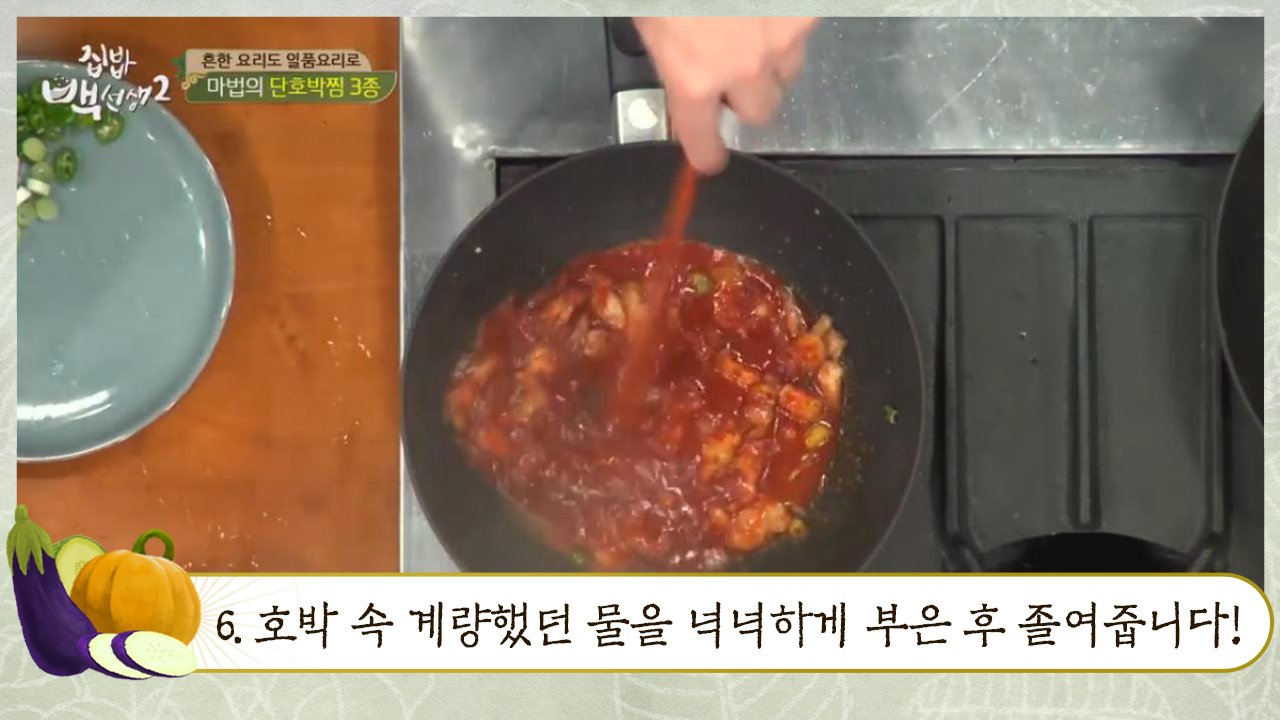 집밥
백선생2
흔한 요리도 일품요리로
마법의 단호박찜 3종
6. 호박 속 계량했던 물을 넉넉하게 부은 후 졸여줍니다!